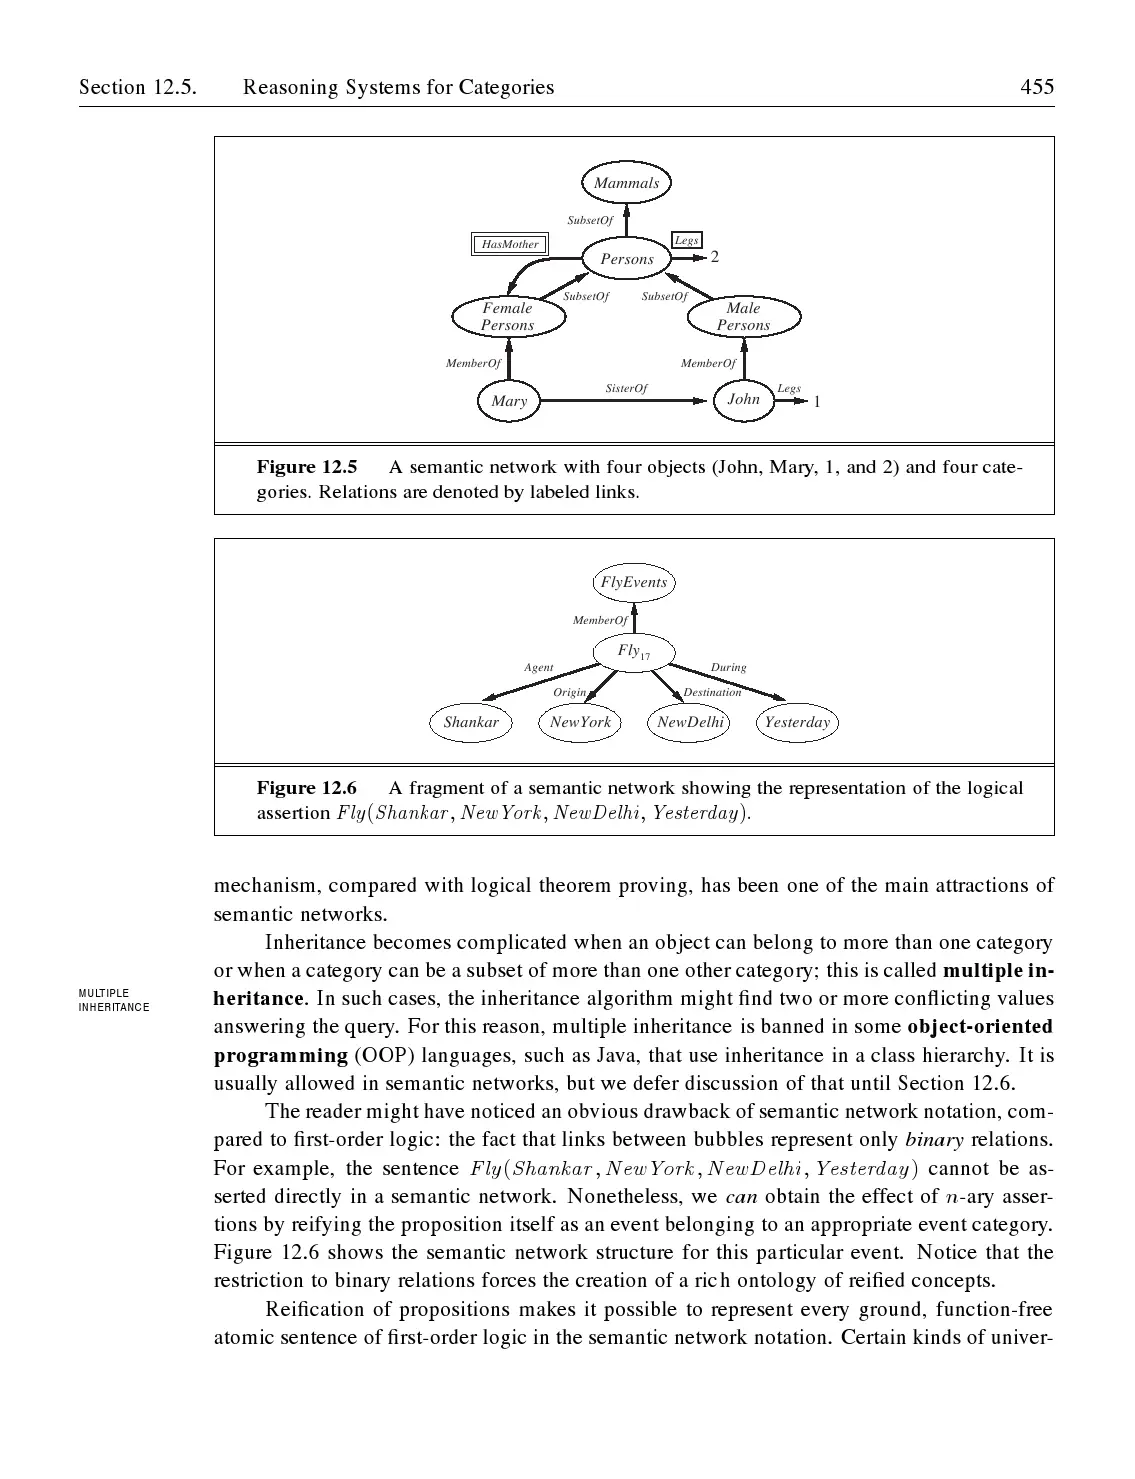 Section 12.5. Reasoning Systems for Categories 455
Mammals
SubsetOf
HasMother
Legs
Persons
2
SubsetOf
SubsetOf
Female
Persons
Male
Persons
MemberOf
MemberOf
SisterOf
Legs
Mary
John
1
Figure 12.5 A semantic network with four objects (John, Mary, 1, and 2) and four cate-
gories. Relations are denoted by labeled links.
FlyEvents
MemberOf
Fly17
Agent
During
Origin
Destination
Shankar
NewYork
NewDelhi
Yesterday
Figure 12.6 A fragment of a semantic network showing the representation of the logical
assertion Fly(Shankar, NewYork, NewDelhi, Yesterday).
mechanism, compared with logical theorem proving, has been one of the main attractions of
semantic networks.
Inheritance becomes complicated when an object can belong to more than one category
or when a category can be a subset of more than one other category; this is called multiple in-
MULTIPLE
INHERITANCE
heritance. In such cases, the inheritance algorithm might find two or more conflicting values
answering the query. For this reason, multiple inheritance is banned in some object-oriented
programming (OOP) languages, such as Java, that use inheritance in a class hierarchy. It is
usually allowed in semantic networks, but we defer discussion of that until Section 12.6.
The reader might have noticed an obvious drawback of semantic network notation, com-
pared to first-order logic: the fact that links between bubbles represent only binary relations.
For example, the sentence Fly(Shankar, NewYork, NewDelhi, Yesterday) cannot be as-
serted directly in a semantic network. Nonetheless, we can obtain the effect of n-ary asser-
tions by reifying the proposition itself as an event belonging to an appropriate event category.
Figure 12.6 shows the semantic network structure for this particular event. Notice that the
restriction to binary relations forces the creation of a rich ontology of reified concepts.
Reification of propositions makes it possible to represent every ground, function-free
atomic sentence of first-order logic in the semantic network notation. Certain kinds of univer-